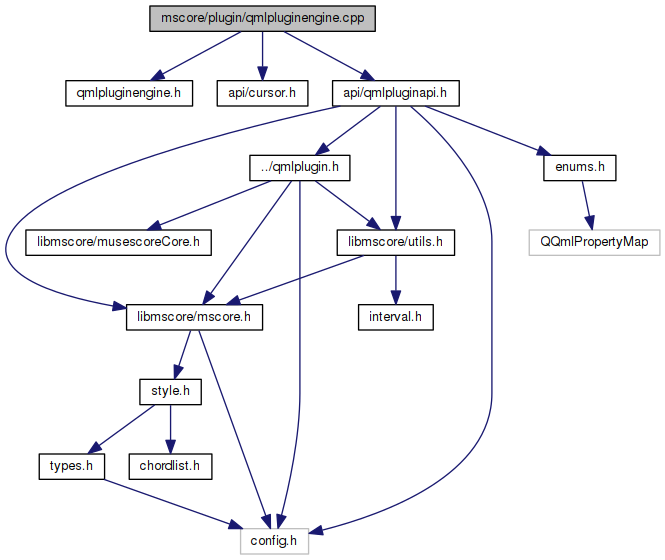 mscore/plugin/qmlpluginengine.cpp
qmlpluginengine.h
api/cursor.h
api/qmlpluginapi.h
../qmlplugin.h
enums.h
libmscore/musescoreCore.h
libmscore/utils.h
QQmlPropertyMap
libmscore/mscore.h
interval.h
style.h
types.h
chordlist.h
config.h